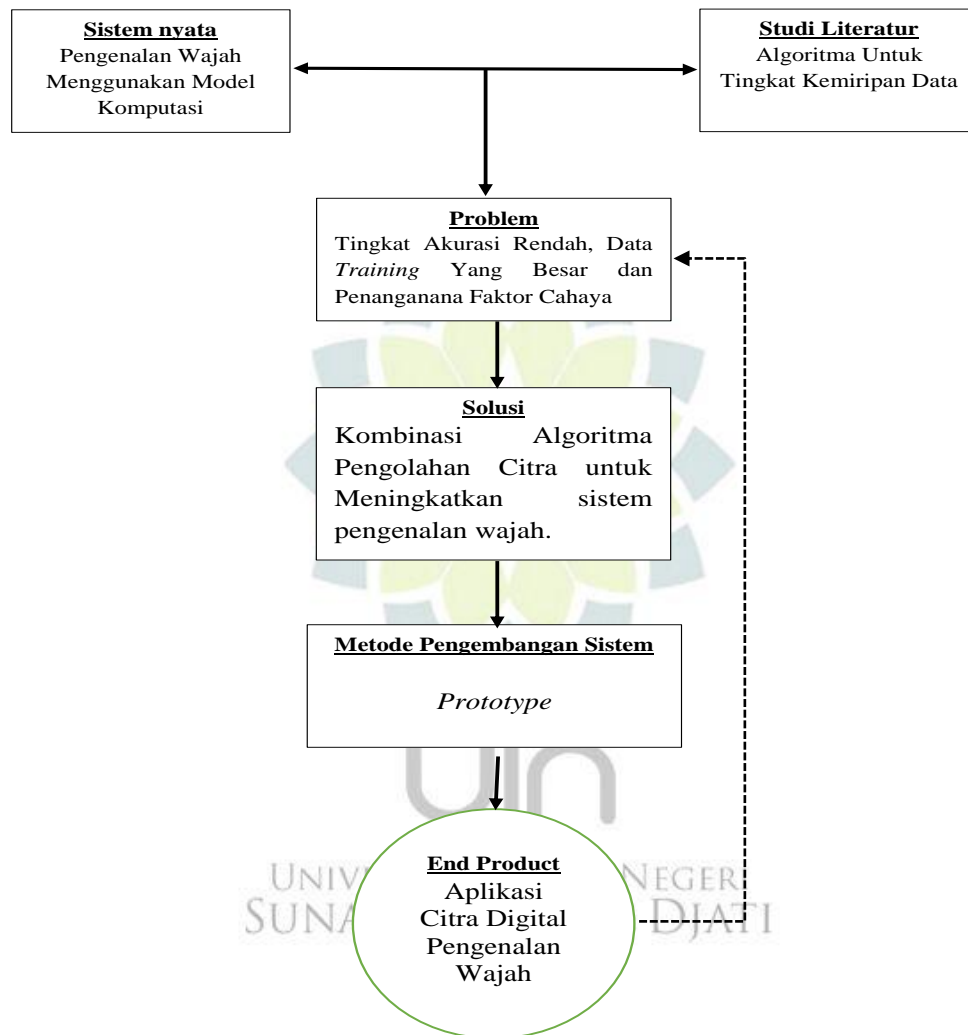 Sistem nyata
Pengenalan Wajah
Menggunakan Model
Komputasi
Studi Literatur
Algoritma Untuk
Tingkat Kemiripan Data
Problem
Tingkat Akurasi Rendah, Data
Training Yang Besar dan
Penanganana Faktor Cahaya
Solusi
Kombinasi Algoritma
Pengolahan Citra untuk
Meningkatkan sistem
pengenalan wajah.
Metode Pengembangan Sistem
Prototype
uin
End Product
Aplikasi
Citra Digital
Pengenalan
Wajah
DJATI